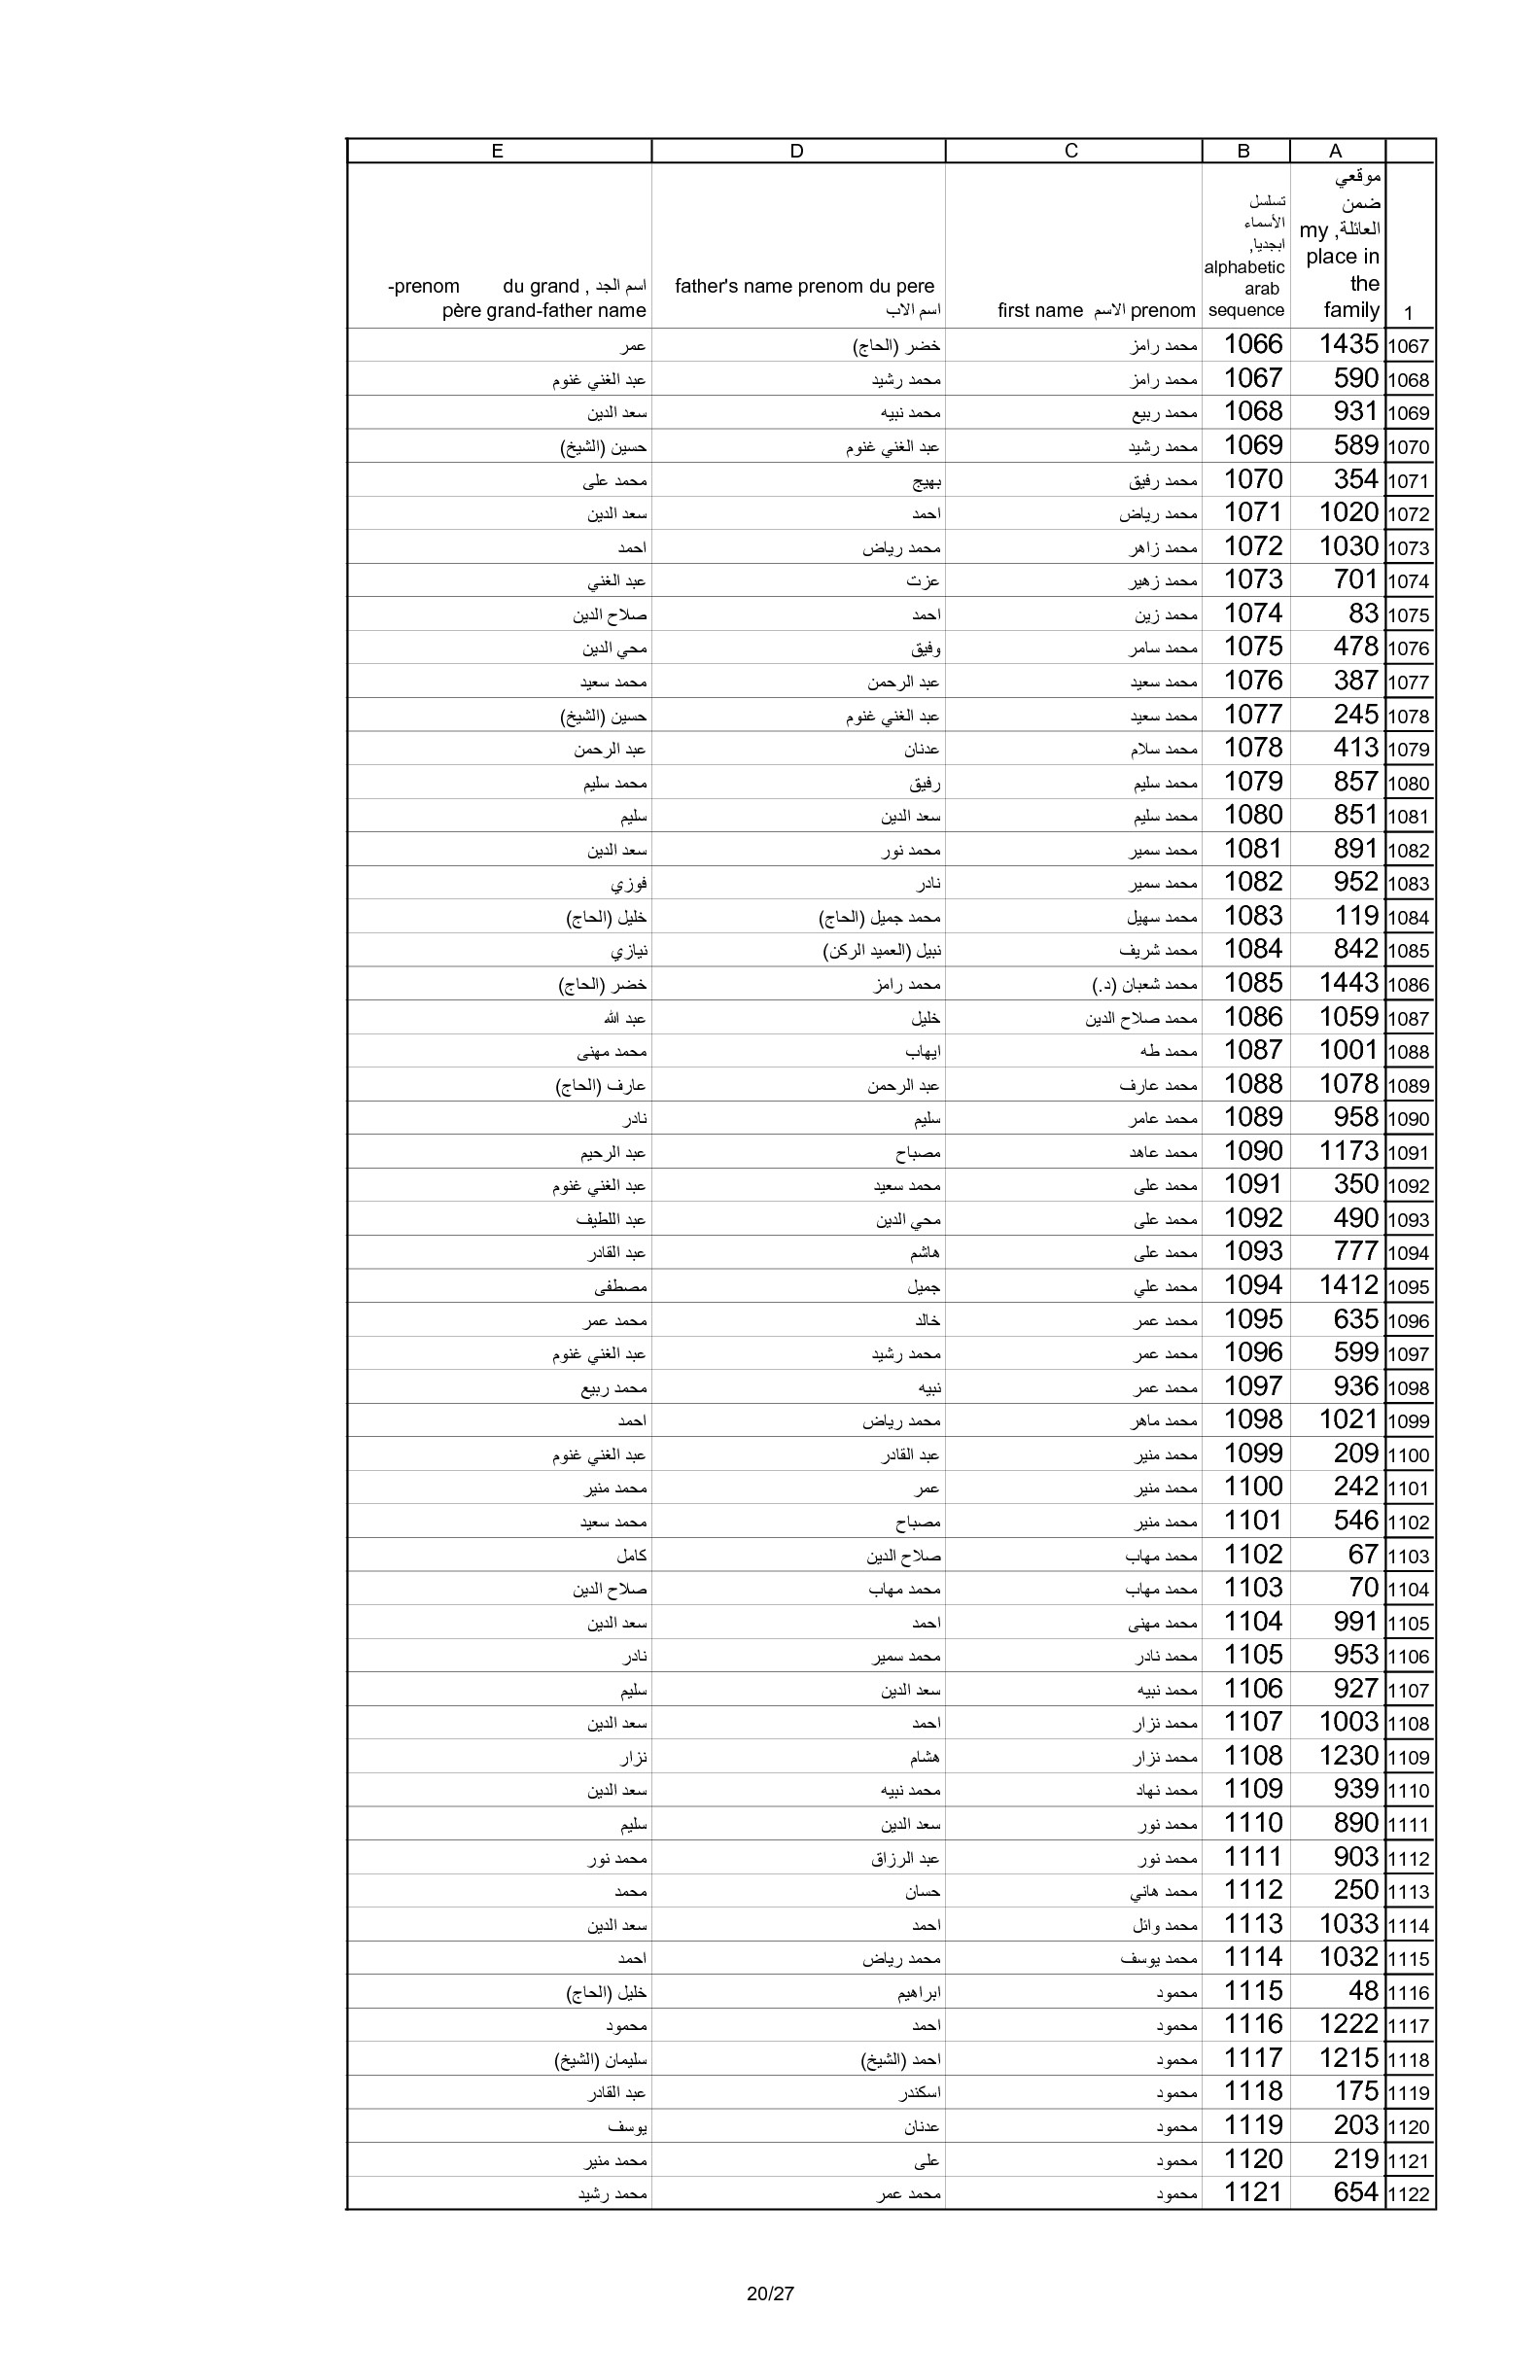 A B C D E
موقعي
ضمن
العائلة, my
place in
the
family
تسلسل
الأسماء
ابجديا,
alphabetic
arab
sequence
first name الاسم prenom
father's name prenom du pere
اسم الاب
-prenom du grand , اسم الجد
père grand-father name
1
1067 1435 1066 محمد رامز خضر (الحاج) عمر
1068 590 1067 محمد رامز محمد رشيد عبد الغني غنوم
1069 931 1068 محمد ربيع محمد نبيه سعد الدين
1070 589 1069 محمد رشيد عبد الغني غنوم حسين (الشيخ)
1071 354 1070 محمد رفيق بهيج محمد على
1072 1020 1071 محمد رياض احمد سعد الدين
1073 1030 1072 محمد زاهر محمد رياض احمد
1074 701 1073 محمد زهير عزت عبد الغني
1075 83 1074 محمد زين احمد صلاح الدين
1076 478 1075 محمد سامر وفيق محي الدين
1077 387 1076 محمد سعيد عبد الرحمن محمد سعيد
1078 245 1077 محمد سعيد عبد الغني غنوم حسين (الشيخ)
1079 413 1078 محمد سلام عدنان عبد الرحمن
1080 857 1079 محمد سليم رفيق محمد سليم
1081 851 1080 محمد سليم سعد الدين سليم
1082 891 1081 محمد سمير محمد نور سعد الدين
1083 952 1082 محمد سمير نادر فوزي
1084 119 1083 محمد سهيل محمد جميل (الحاج) خليل (الحاج)
1085 842 1084 محمد شريف نبيل (العميد الركن) نيازي
1086 1443 1085 محمد شعبان (د.) محمد رامز خضر (الحاج)
1087 1059 1086 محمد صلاح الدين خليل عبد الله
1088 1001 1087 محمد طه ايهاب محمد مهنى
1089 1078 1088 محمد عارف عبد الرحمن عارف (الحاج)
1090 958 1089 محمد عامر سليم نادر
1091 1173 1090 محمد عاهد مصباح عبد الرحيم
1092 350 1091 محمد على محمد سعيد عبد الغني غنوم
1093 490 1092 محمد على محي الدين عبد اللطيف
1094 777 1093 محمد على هاشم عبد القادر
1095 1412 1094 محمد علي جميل مصطفى
1096 635 1095 محمد عمر خالد محمد عمر
1097 599 1096 محمد عمر محمد رشيد عبد الغني غنوم
1098 936 1097 محمد عمر نبيه محمد ربيع
1099 1021 1098 محمد ماهر محمد رياض احمد
1100 209 1099 محمد منير عبد القادر عبد الغني غنوم
1101 242 1100 محمد منير عمر محمد منير
1102 546 1101 محمد منير مصباح محمد سعيد
1103 67 1102 محمد مهاب صلاح الدين كامل
1104 70 1103 محمد مهاب محمد مهاب صلاح الدين
1105 991 1104 محمد مهنى احمد سعد الدين
1106 953 1105 محمد نادر محمد سمير نادر
1107 927 1106 محمد نبيه سعد الدين سليم
1108 1003 1107 محمد نزار احمد سعد الدين
1109 1230 1108 محمد نزار هشام نزار
1110 939 1109 محمد نهاد محمد نبيه سعد الدين
1111 890 1110 محمد نور سعد الدين سليم
1112 903 1111 محمد نور عبد الرزاق محمد نور
1113 250 1112 محمد هاني حسان محمد
1114 1033 1113 محمد وائل احمد سعد الدين
1115 1032 1114 محمد يوسف محمد رياض احمد
1116 48 1115 محمود ابراهيم خليل (الحاج)
1117 1222 1116 محمود احمد محمود
1118 1215 1117 محمود احمد (الشيخ) سليمان (الشيخ)
1119 175 1118 محمود اسكندر عبد القادر
1120 203 1119 محمود عدنان يوسف
1121 219 1120 محمود على محمد منير
1122 654 1121 محمود محمد عمر محمد رشيد
20/27